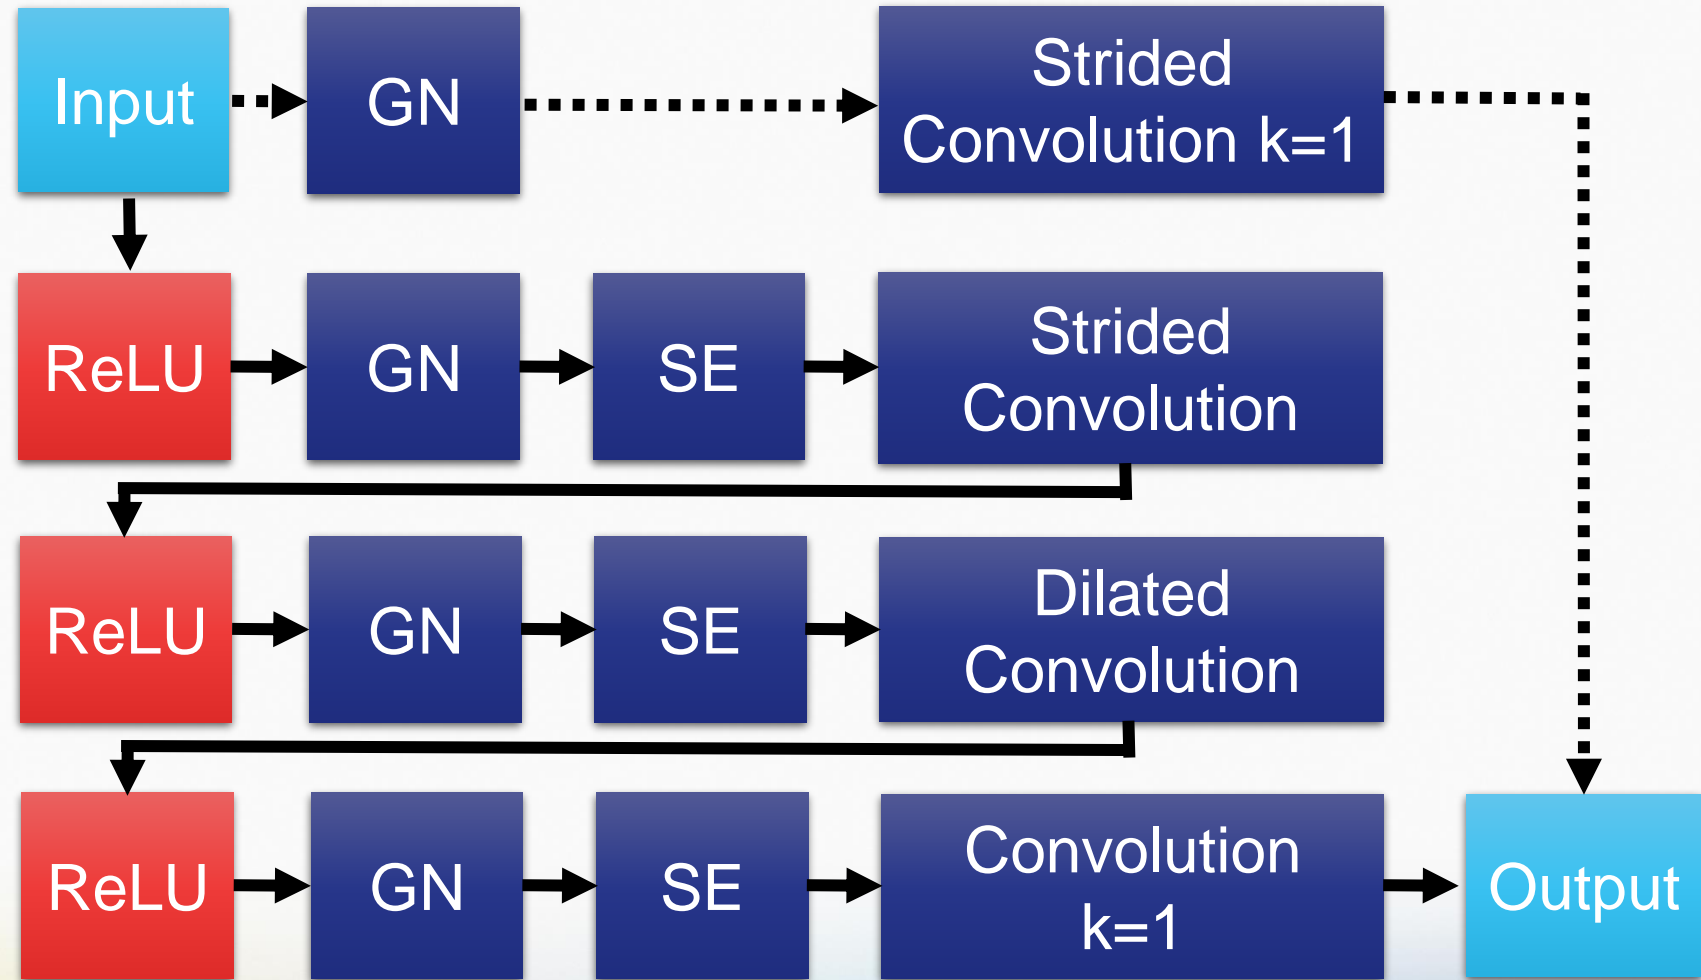 Input
GN
Strided
Convolution k=1
ReLU
GN
SE
Strided
Convolution
ReLU
GN
SE
Dilated
Convolution
ReLU
GN
SE
Convolution
k=1
Output